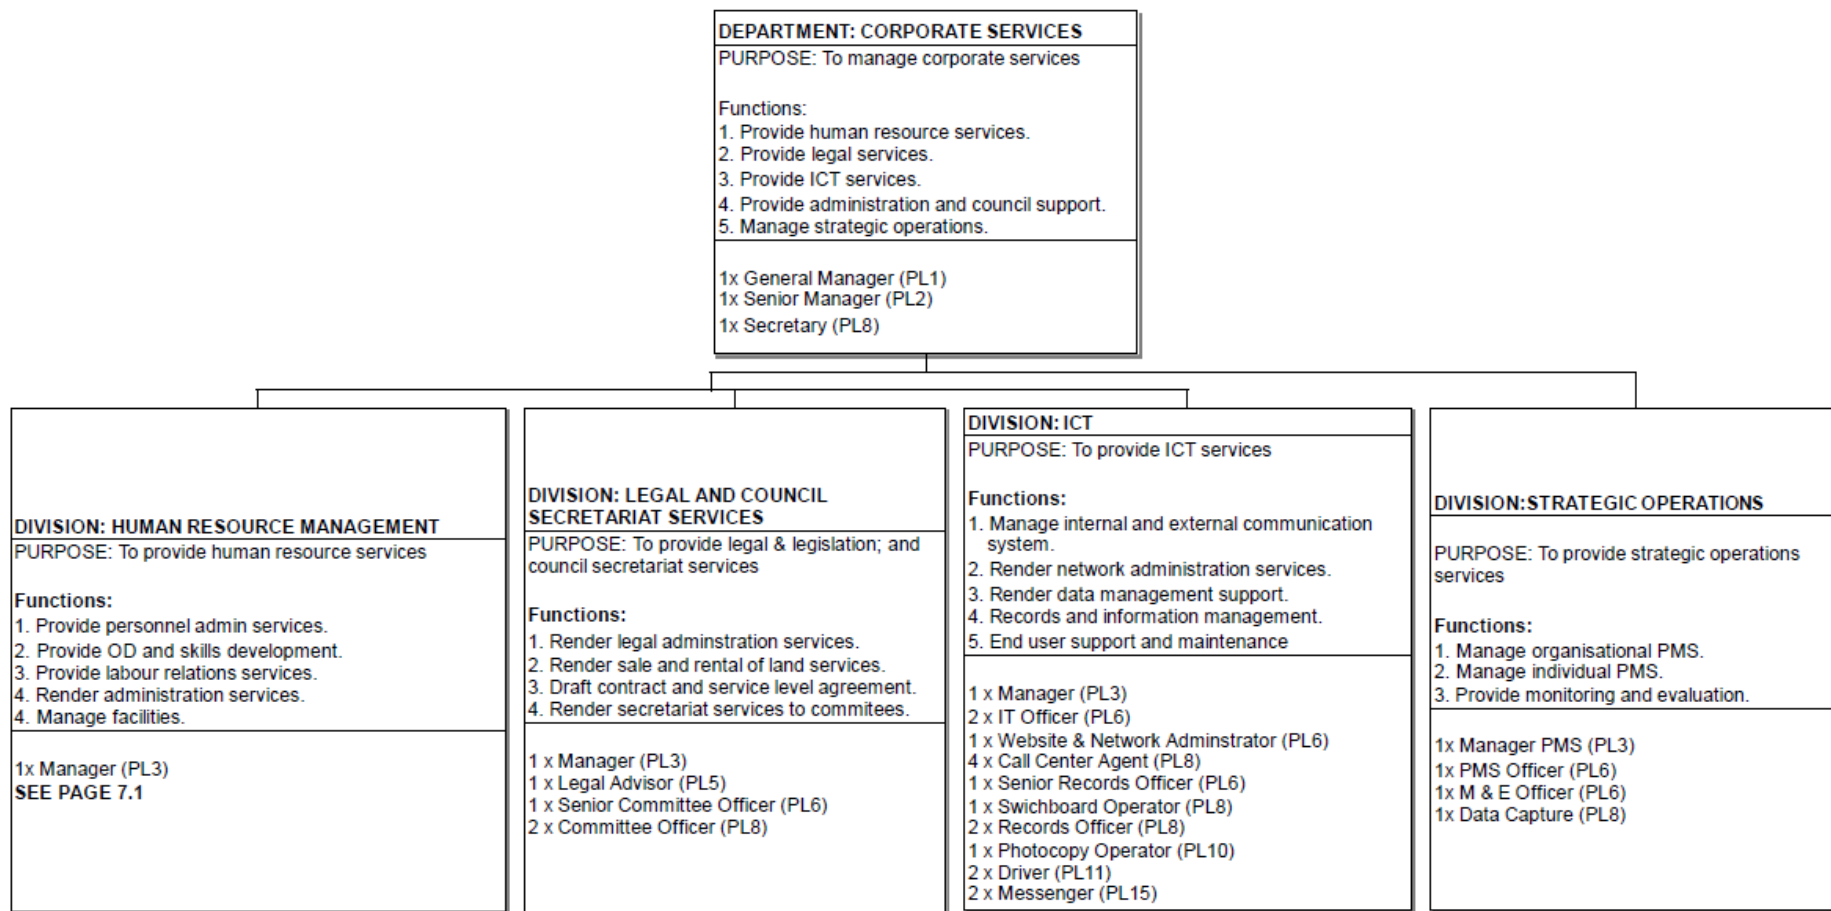 DEPARTMENT: CORPORATE SERVICES
PURPOSE: To manage corporate services
Functions:
1. Provide human resource services.
2. Provide legal services.
3. Provide ICT services.
4. Provide administration and council support.
5. Manage strategic operations.
1x General Manager (PL1)
1x Senior Manager (PL2)
1x Secretary (PL8)
DIVISION: HUMAN RESOURCE MANAGEMENT
PURPOSE: To provide human resource services
Functions:
1. Provide personnel admin services.
2. Provide OD and skills development.
3. Provide labour relations services.
4. Render administration services.
4. Manage facilities.
1x Manager (PL3)
SEE PAGE 7.1
DIVISION: LEGAL AND COUNCIL
SECRETARIAT SERVICES
PURPOSE: To provide legal & legislation; and
council secretariat services
Functions:
1. Render legal adminstration services.
2. Render sale and rental of land services.
3. Draft contract and service level agreement.
4. Render secretariat services to commitees.
1 x Manager (PL3)
1 x Legal Advisor (PL5)
1 x Senior Committee Officer (PL6)
2 x Committee Officer (PL8)
DIVISION: ICT
PURPOSE: To provide ICT services
Functions:
1. Manage internal and external communication
system.
2. Render network administration services.
3. Render data management support.
4. Records and information management.
5. End user support and maintenance
1 x Manager (PL3)
2 x IT Officer (PL6)
1 x Website & Network Adminstrator (PL6)
4 x Call Center Agent (PL8)
1 x Senior Records Officer (PL6)
1 x Swichboard Operator (PL8)
2 x Records Officer (PL8)
1 x Photocopy Operator (PL10)
2 x Driver (PL11)
2 x Messenger (PL15)
DIVISION:STRATEGIC OPERATIONS
PURPOSE: To provide strategic operations
services
Functions:
1. Manage organisational PMS.
2. Manage individual PMS.
3. Provide monitoring and evaluation.
1x Manager PMS (PL3)
1x PMS Officer (PL6)
1x M & E Officer (PL6)
1x Data Capture (PL8)